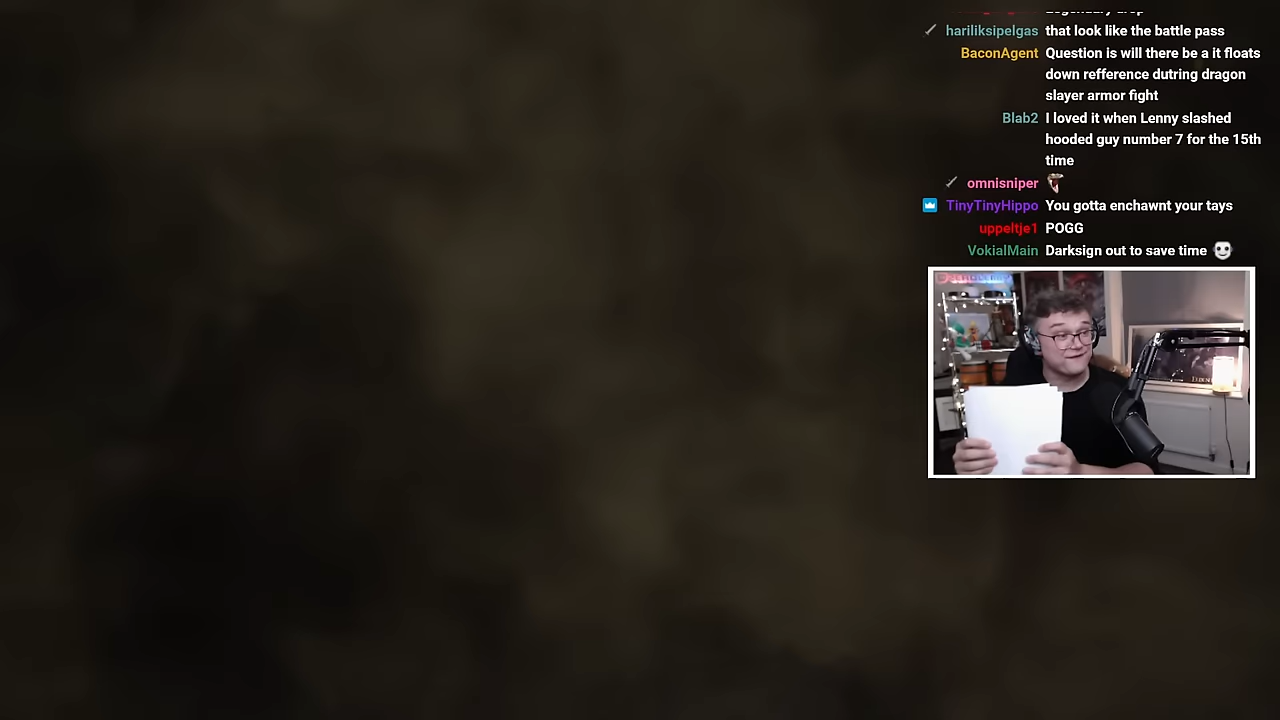 Legendary drop
hariliksipelgas that look like the battle pass
BaconAgent Question is will there be a it floats
down refference dutring dragon
slayer armor fight
Blab2 I loved it when Lenny slashed
hooded guy number 7 for the 15th
time
omnisniper
TinyTinyHippo You gotta enchawnt your tays
uppeltje1 POGG
VokialMain Darksign out to save time